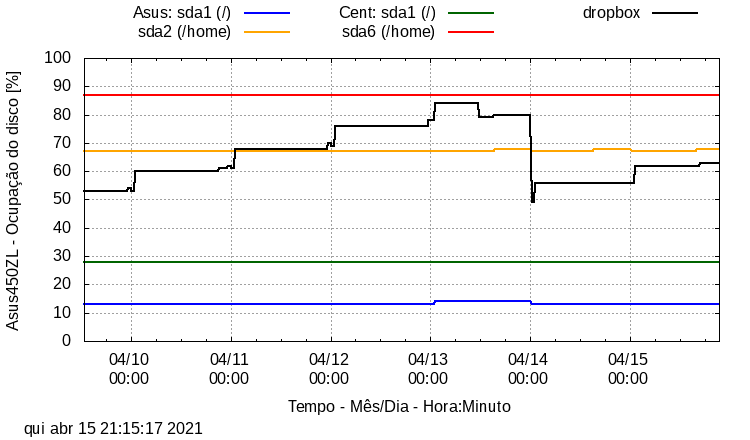 Asus: sda1 (/) Cent: sda1 (/) dropbox
sda2 (/home) sda6 (/home)
100
90
80
70
60
50
40
30
20
10
0
Asus450ZL - Ocupação do disco [%]
04/10 04/11 04/12 04/13 04/14 04/15
00:00 00:00 00:00 00:00 00:00 00:00
Tempo - Mês/Dia - Hora:Minuto
qui abr 15 21:15:17 2021